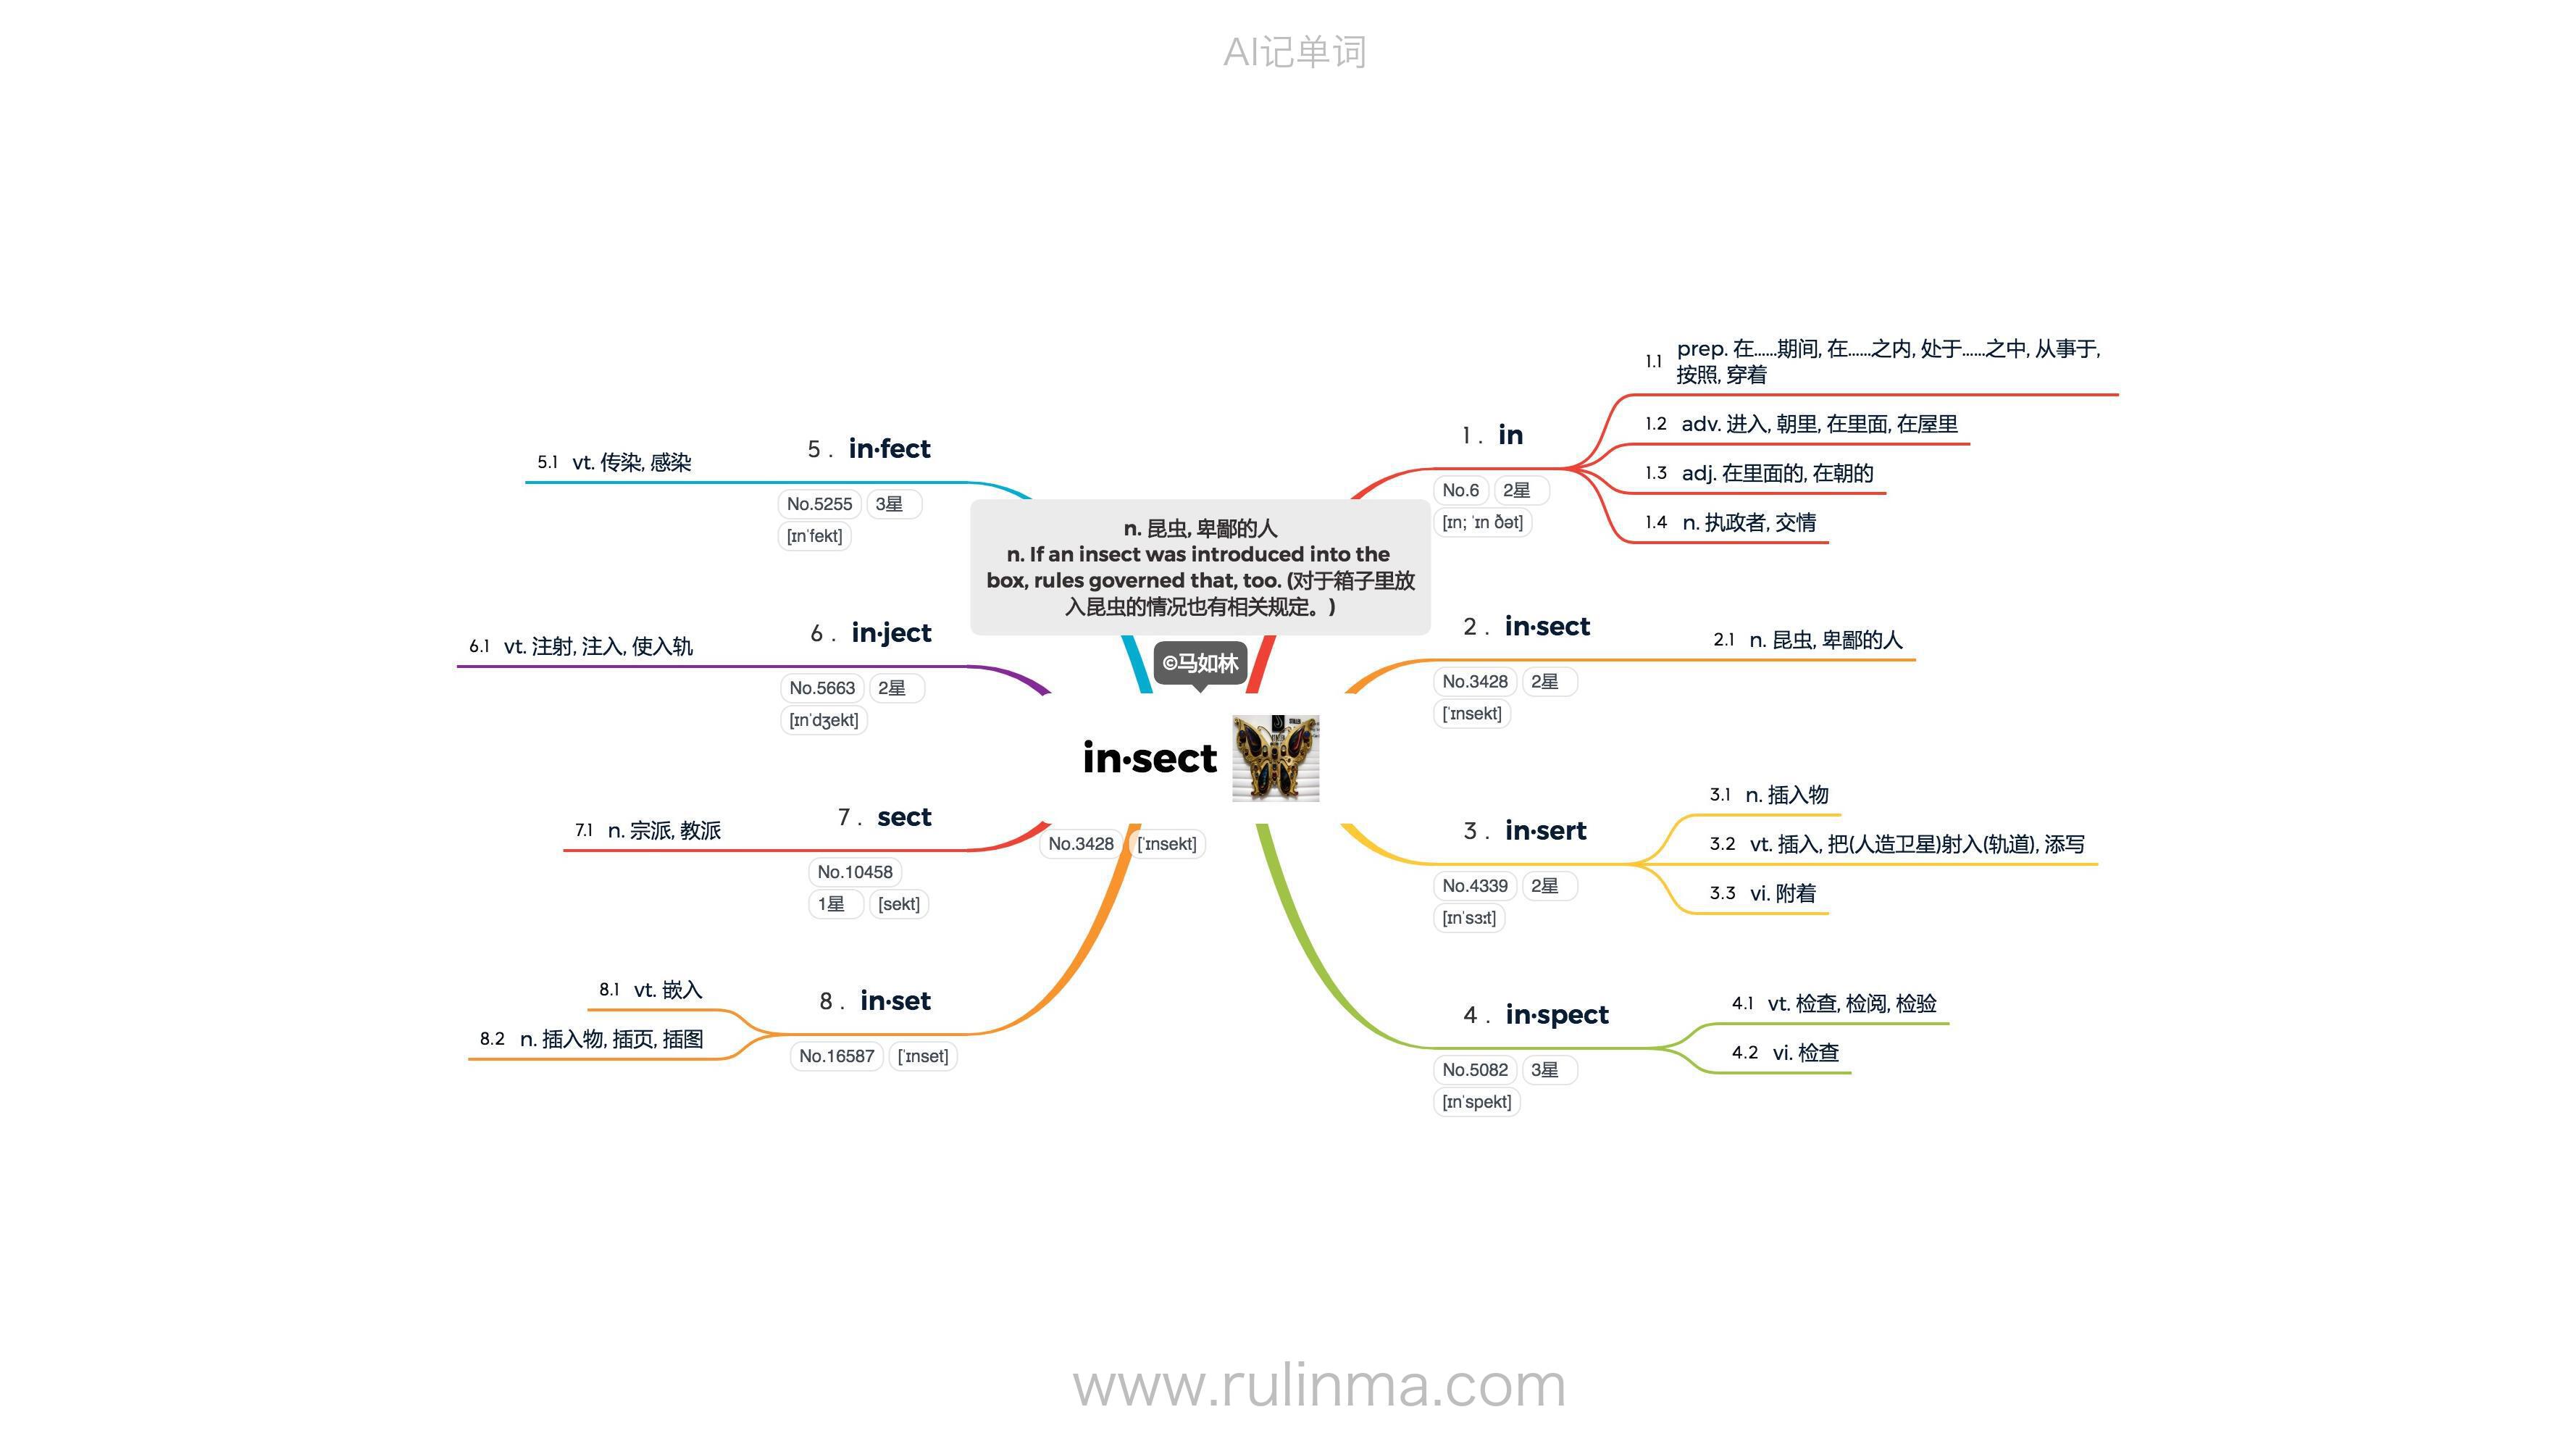 AI记单词
n. 昆虫, 卑鄙的人
n. If an insect was introduced into the
box, rules governed that, too. (对于箱子里放
入昆虫的情况也有相关规定。)
©马如林
in·sect
No.3428 [ˈɪnsekt]
1 . in
No.6 2星
[ɪn; ˈɪn ðət]
1.1 prep. 在......期间, 在......之内, 处于......之中, 从事于,
按照, 穿着
1.2 adv. 进入, 朝里, 在里面, 在屋里
1.3 adj. 在里面的, 在朝的
1.4 n. 执政者, 交情
2 . in·sect
No.3428 2星
[ˈɪnsekt]
2.1 n. 昆虫, 卑鄙的人
3 . in·sert
No.4339 2星
[ɪnˈsɜːt]
3.1 n. 插入物
3.2 vt. 插入, 把(人造卫星)射入(轨道), 添写
3.3 vi. 附着
4 . in·spect
No.5082 3星
[ɪnˈspekt]
4.1 vt. 检查, 检阅, 检验
4.2 vi. 检查
5 . in·fect
No.5255 3星
[ɪnˈfekt]
5.1 vt. 传染, 感染
6 . in·ject
No.5663 2星
[ɪnˈdʒekt]
6.1 vt. 注射, 注入, 使入轨
7 . sect
No.10458
1星 [sekt]
7.1 n. 宗派, 教派
8 . in·set
No.16587 [ˈɪnset]
8.1 vt. 嵌入
8.2 n. 插入物, 插页, 插图
www.rulinma.com